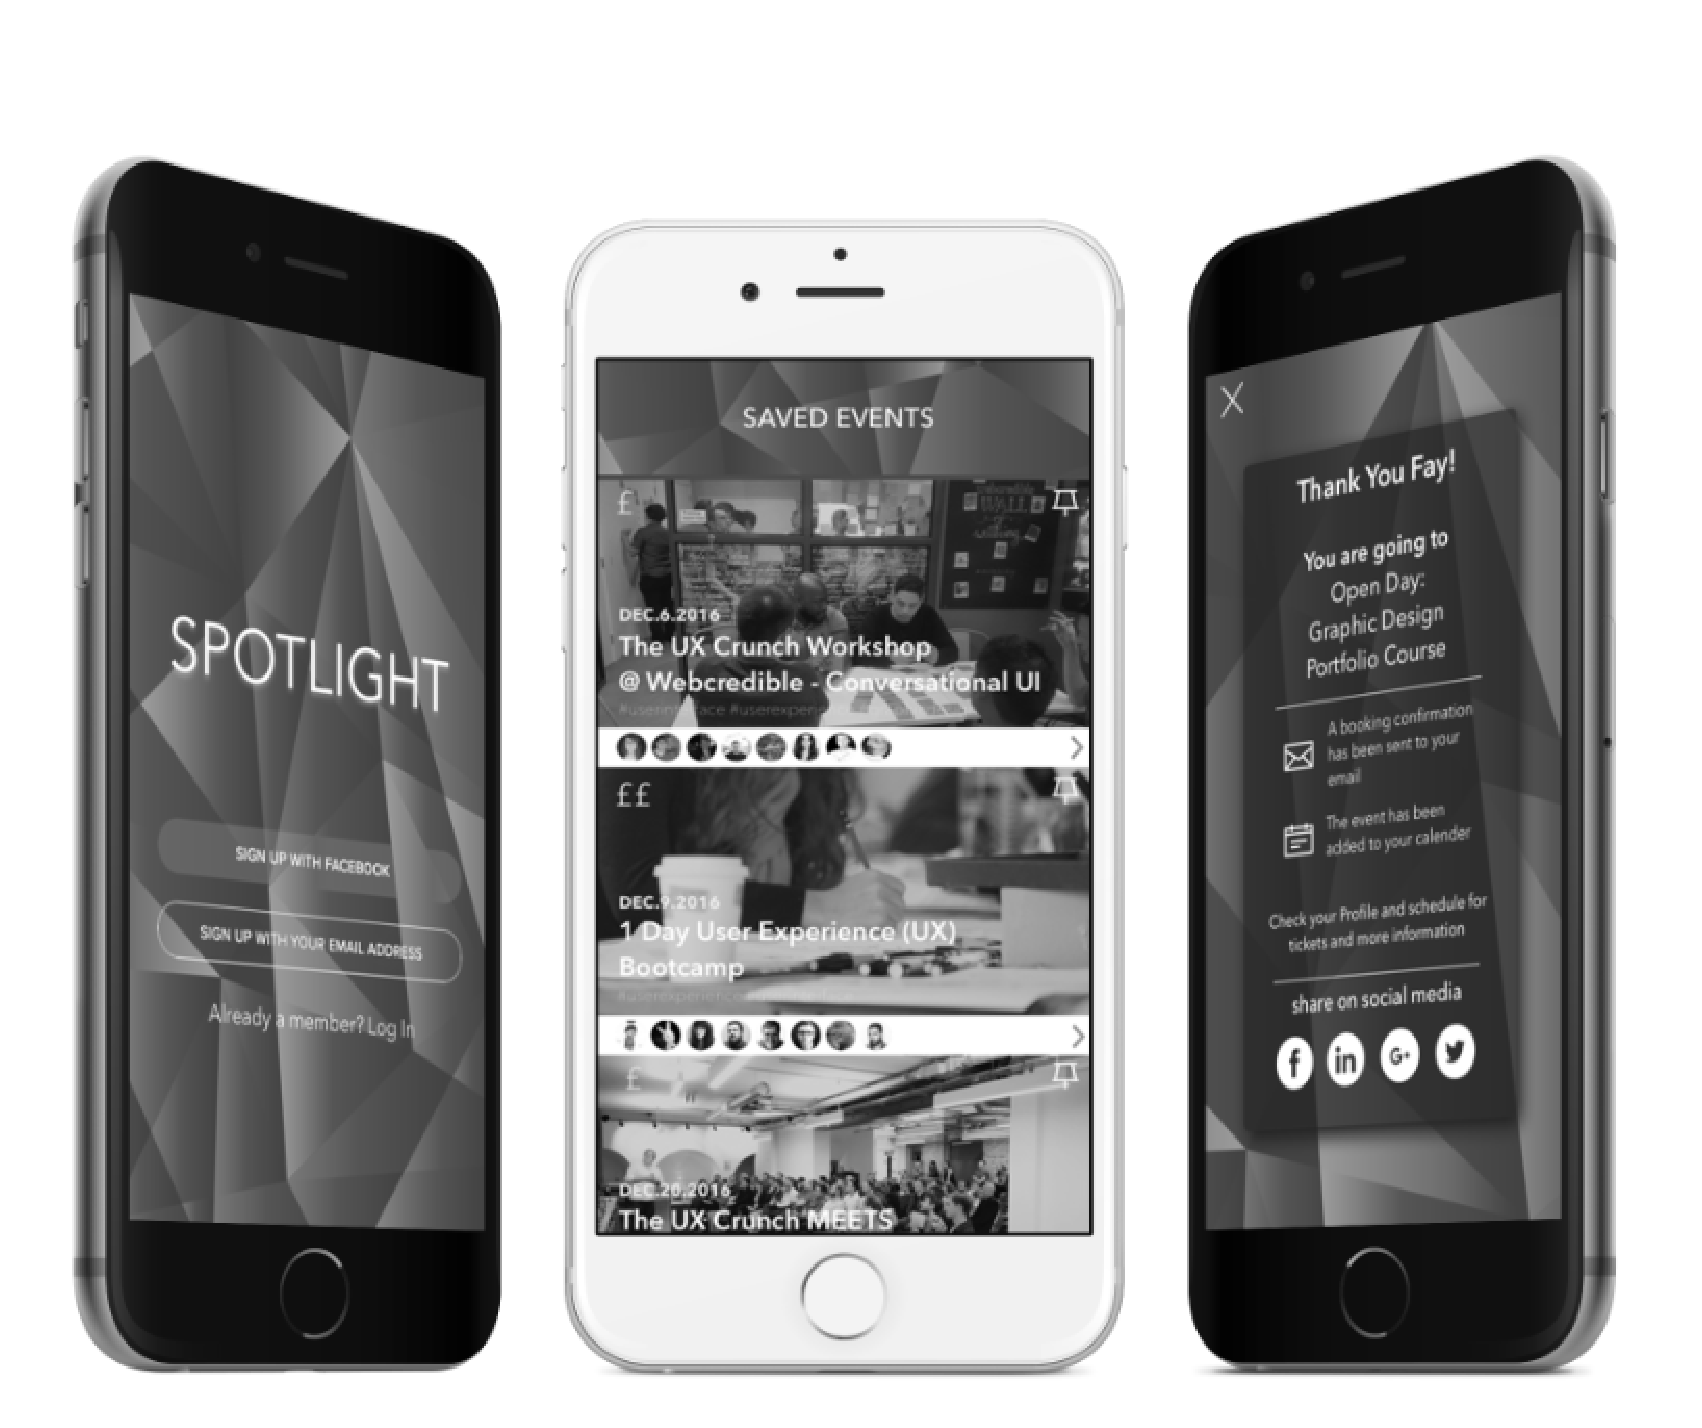 SPOTLIGHT
SIGN UP WITH FACEBOOK
SIGN UP WITH YOUR EMAIL ADDRESS
Already a member? Log In
SAVED EVENTS
£
WALL
DEC.6.2016
The UX Crunch Workshop
@ Webcredible - Conversational UI
££
DEC.9.2016
1 Day User Experience (UX)
Bootcamp
£
DEC.20.2016
The UX Crunch MEETS
X
Thank You Fay!
You are going to
Open Day:
Graphic Design
Portfolio Course
A booking confirmation
has been sent to your
email
The event has been
added to your calender
Check your Profile and schedule for
tickets and more information
share on social media
f in G+